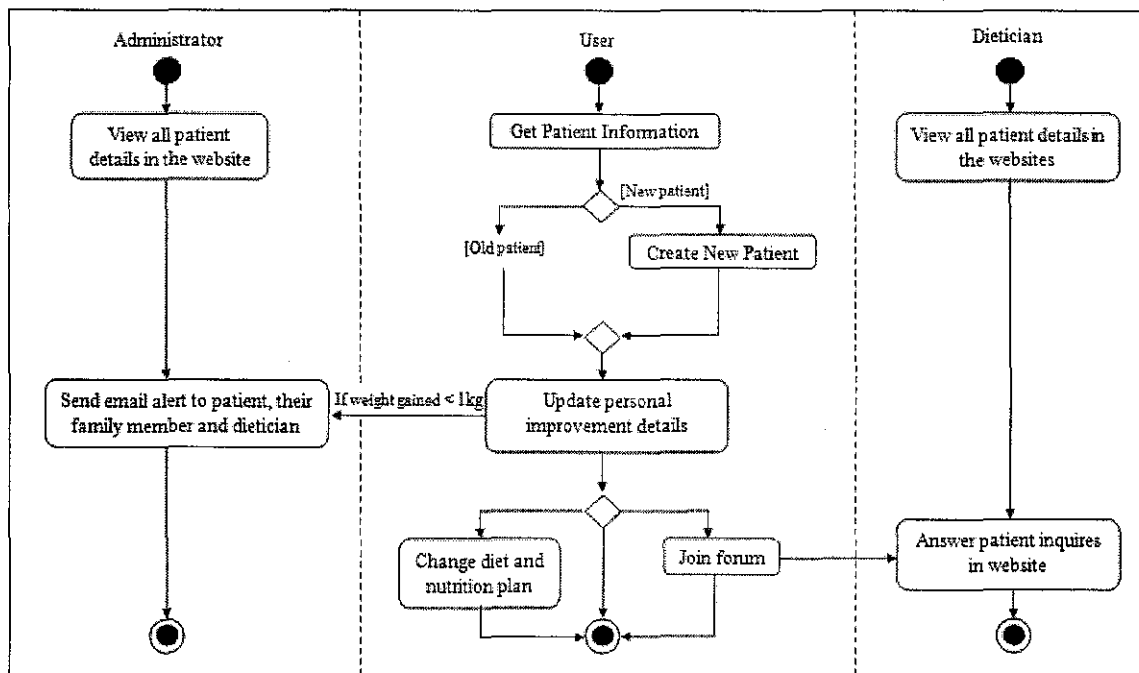 Administrator
User
Dietician
View all patient
details in the website
Get Patient Information
View all patient details in
the websites
[New patient]
[Old patient]
Create New Patient
Send email alert to patient, their
family member and dietician
If weight gained < 1kg
Update personal
improvement details
Change diet and
nutrition plan
Join forum
Answer patient inquires
in website